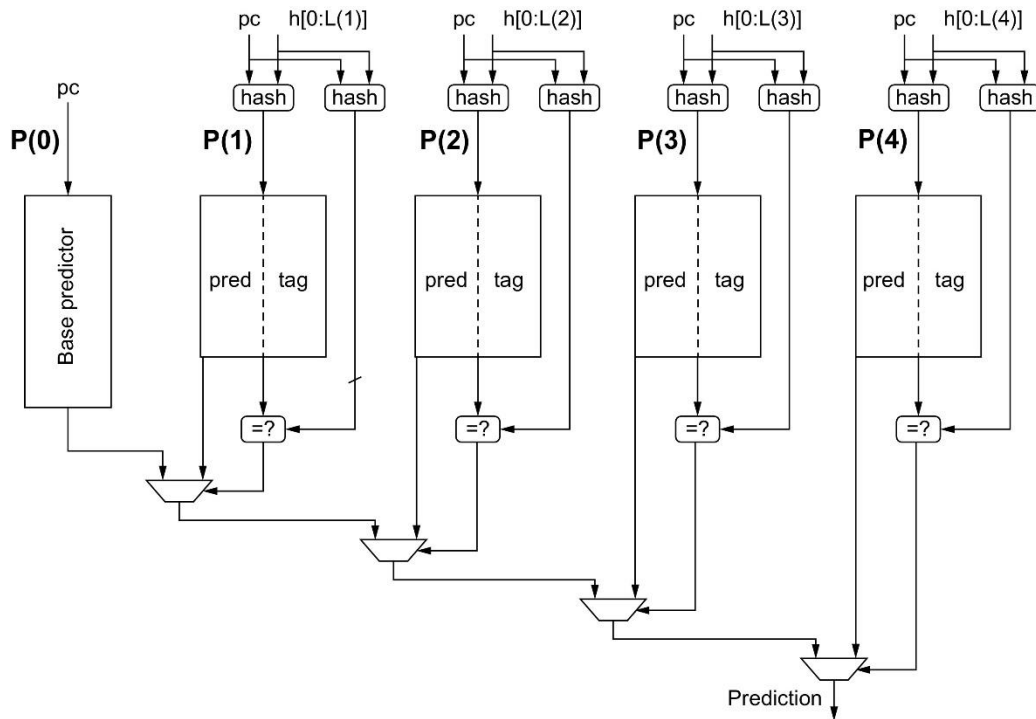 pc h[0:L(1)] pc h[0:L(2)] pc h[0:L(3)] pc h[0:L(4)]
hash hash hash hash hash hash hash hash
pc
P(0) P(1) P(2) P(3) P(4)
Base predictor
pred tag pred tag pred tag pred tag
=? =? =? =?
Prediction